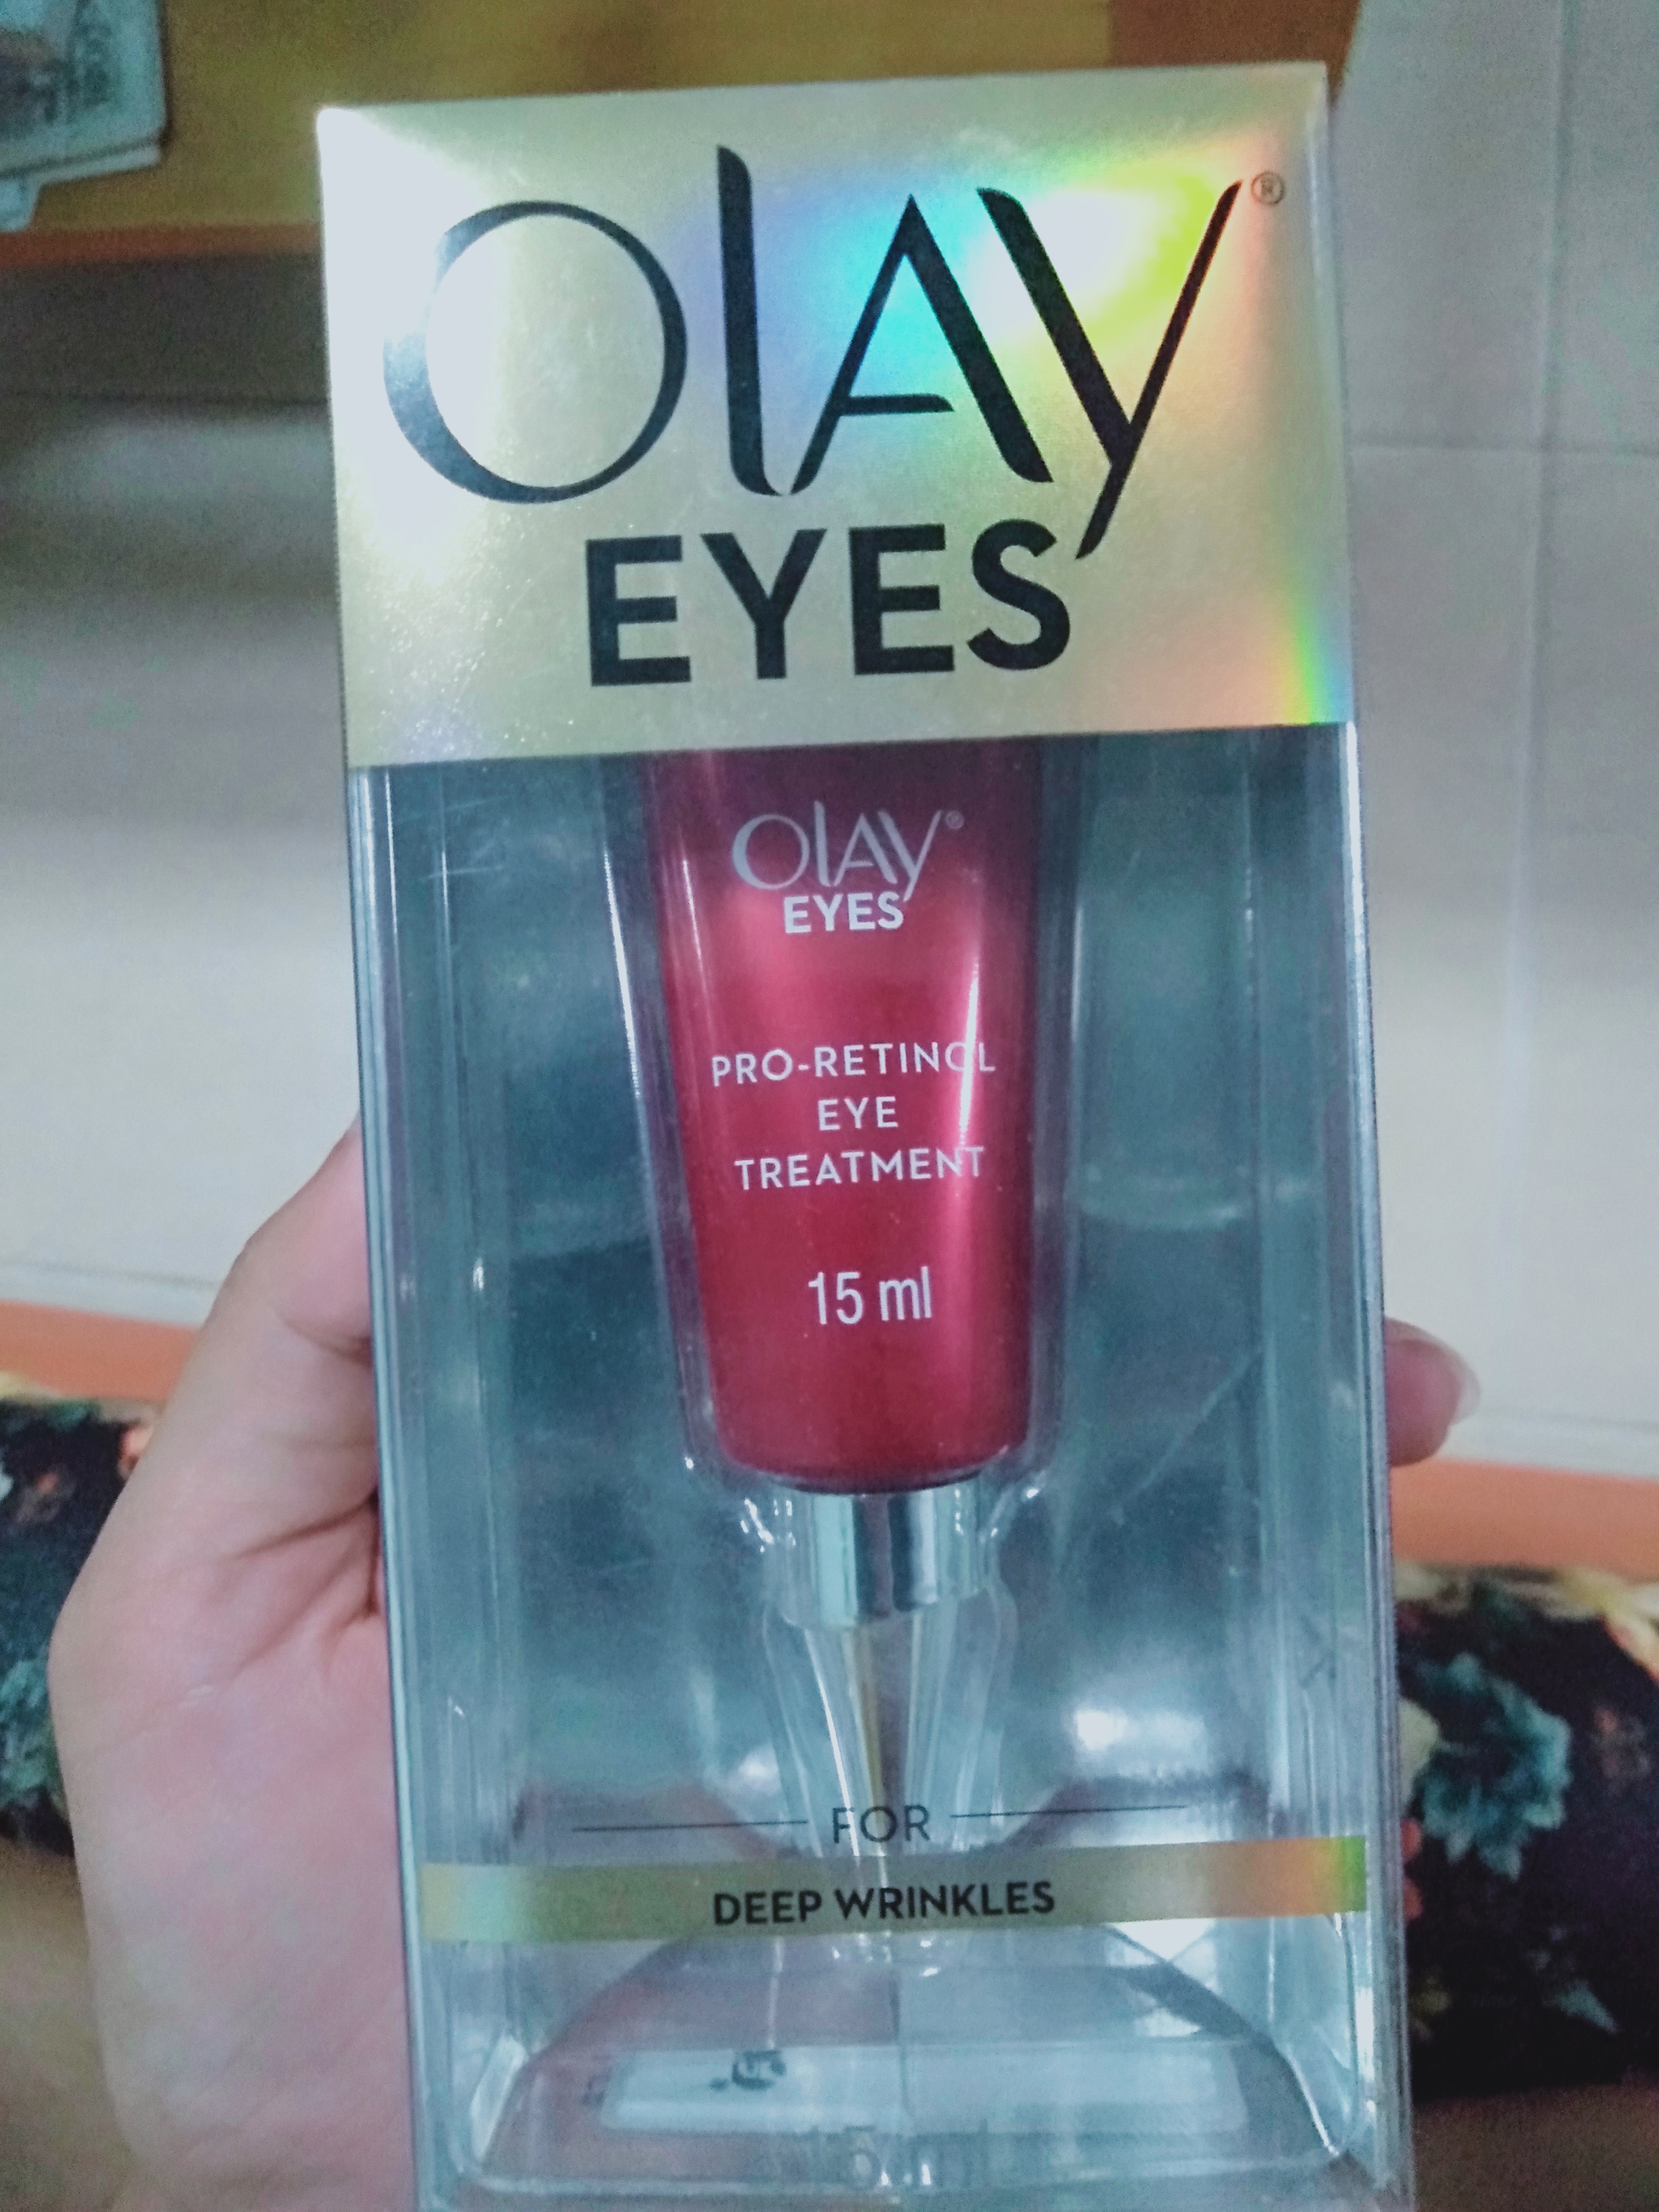 OLAY®
EYES
OLAY®
EYES
PRO-RETINOL
EYE
TREATMENT
15 ml
FOR
DEEP WRINKLES